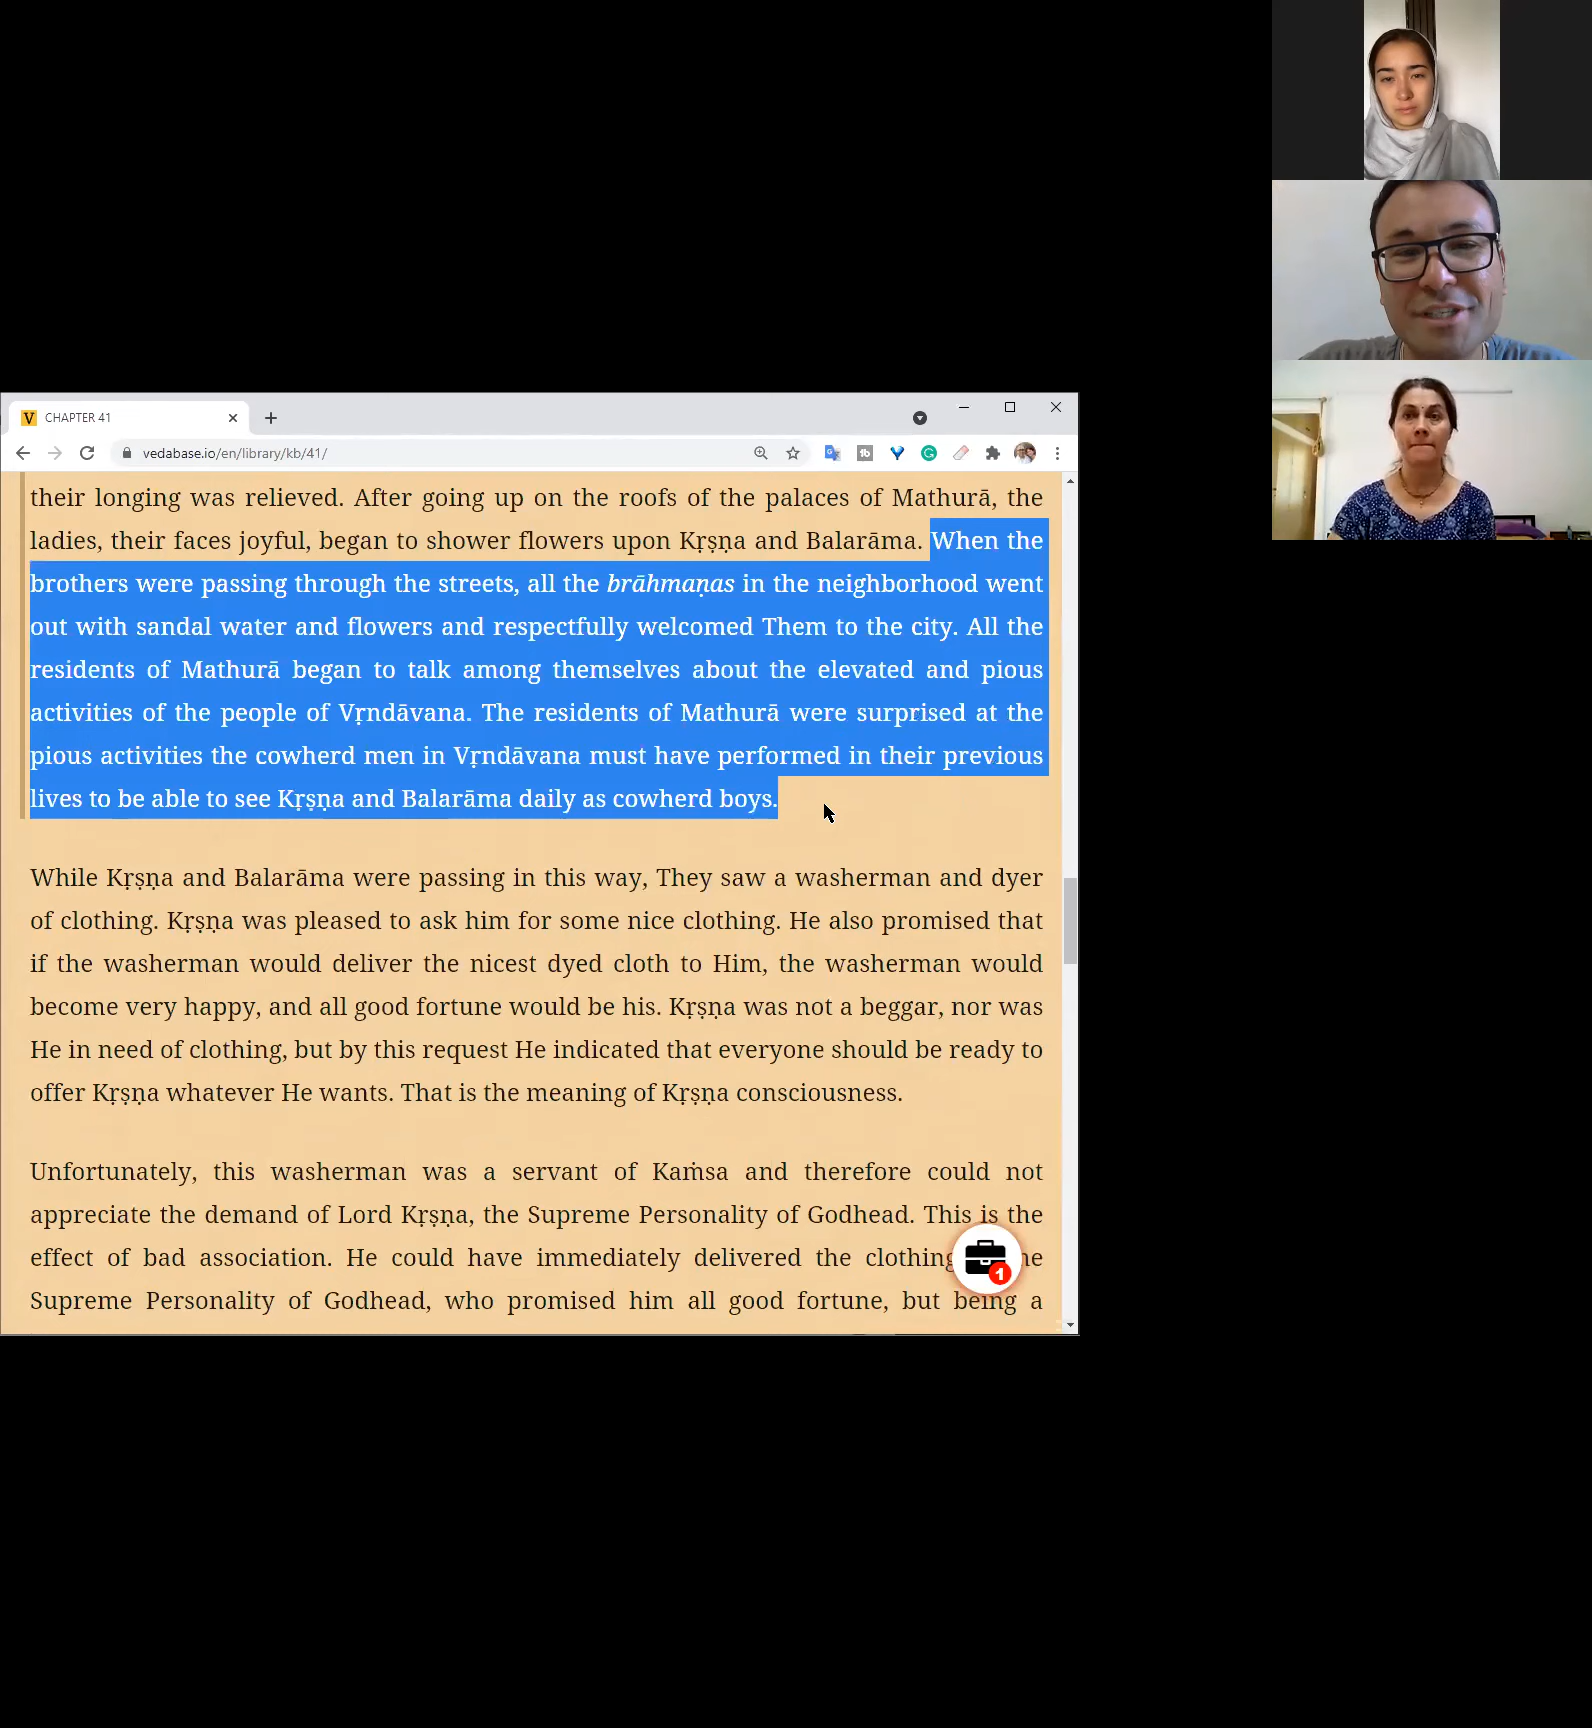 CHAPTER 41
vedabase.io/en/library/kb/41/
their longing was relieved. After going up on the roofs of the palaces of Mathurā, the
ladies, their faces joyful, began to shower flowers upon Kṛṣṇa and Balarāma. When the
brothers were passing through the streets, all the brāhmaṇas in the neighborhood went
out with sandal water and flowers and respectfully welcomed Them to the city. All the
residents of Mathurā began to talk among themselves about the elevated and pious
activities of the people of Vṛndāvana. The residents of Mathurā were surprised at the
pious activities the cowherd men in Vṛndāvana must have performed in their previous
lives to be able to see Kṛṣṇa and Balarāma daily as cowherd boys.
While Kṛṣṇa and Balarāma were passing in this way, They saw a washerman and dyer
of clothing. Kṛṣṇa was pleased to ask him for some nice clothing. He also promised that
if the washerman would deliver the nicest dyed cloth to Him, the washerman would
become very happy, and all good fortune would be his. Kṛṣṇa was not a beggar, nor was
He in need of clothing, but by this request He indicated that everyone should be ready to
offer Kṛṣṇa whatever He wants. That is the meaning of Kṛṣṇa consciousness.
Unfortunately, this washerman was a servant of Kaṁsa and therefore could not
appreciate the demand of Lord Kṛṣṇa, the Supreme Personality of Godhead. This is the
effect of bad association. He could have immediately delivered the clothing
Supreme Personality of Godhead, who promised him all good fortune, but being a
1